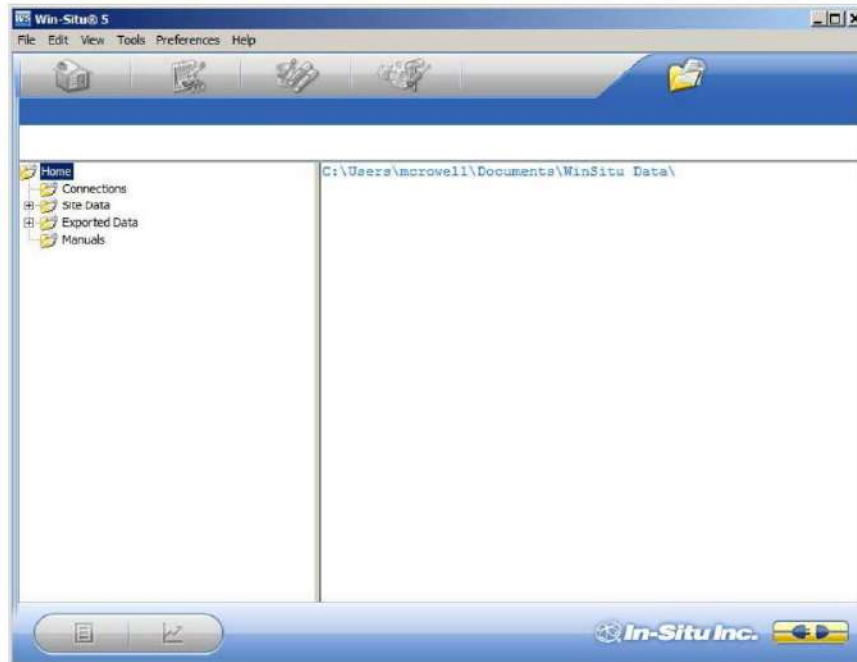 WS Win-Situ® 5
File Edit View Tools Preferences Help
Home
Connections
Site Data
Exported Data
Manuals
C:\Users\mcrowell\Documents\WinSitu Data\
In-Situ Inc.